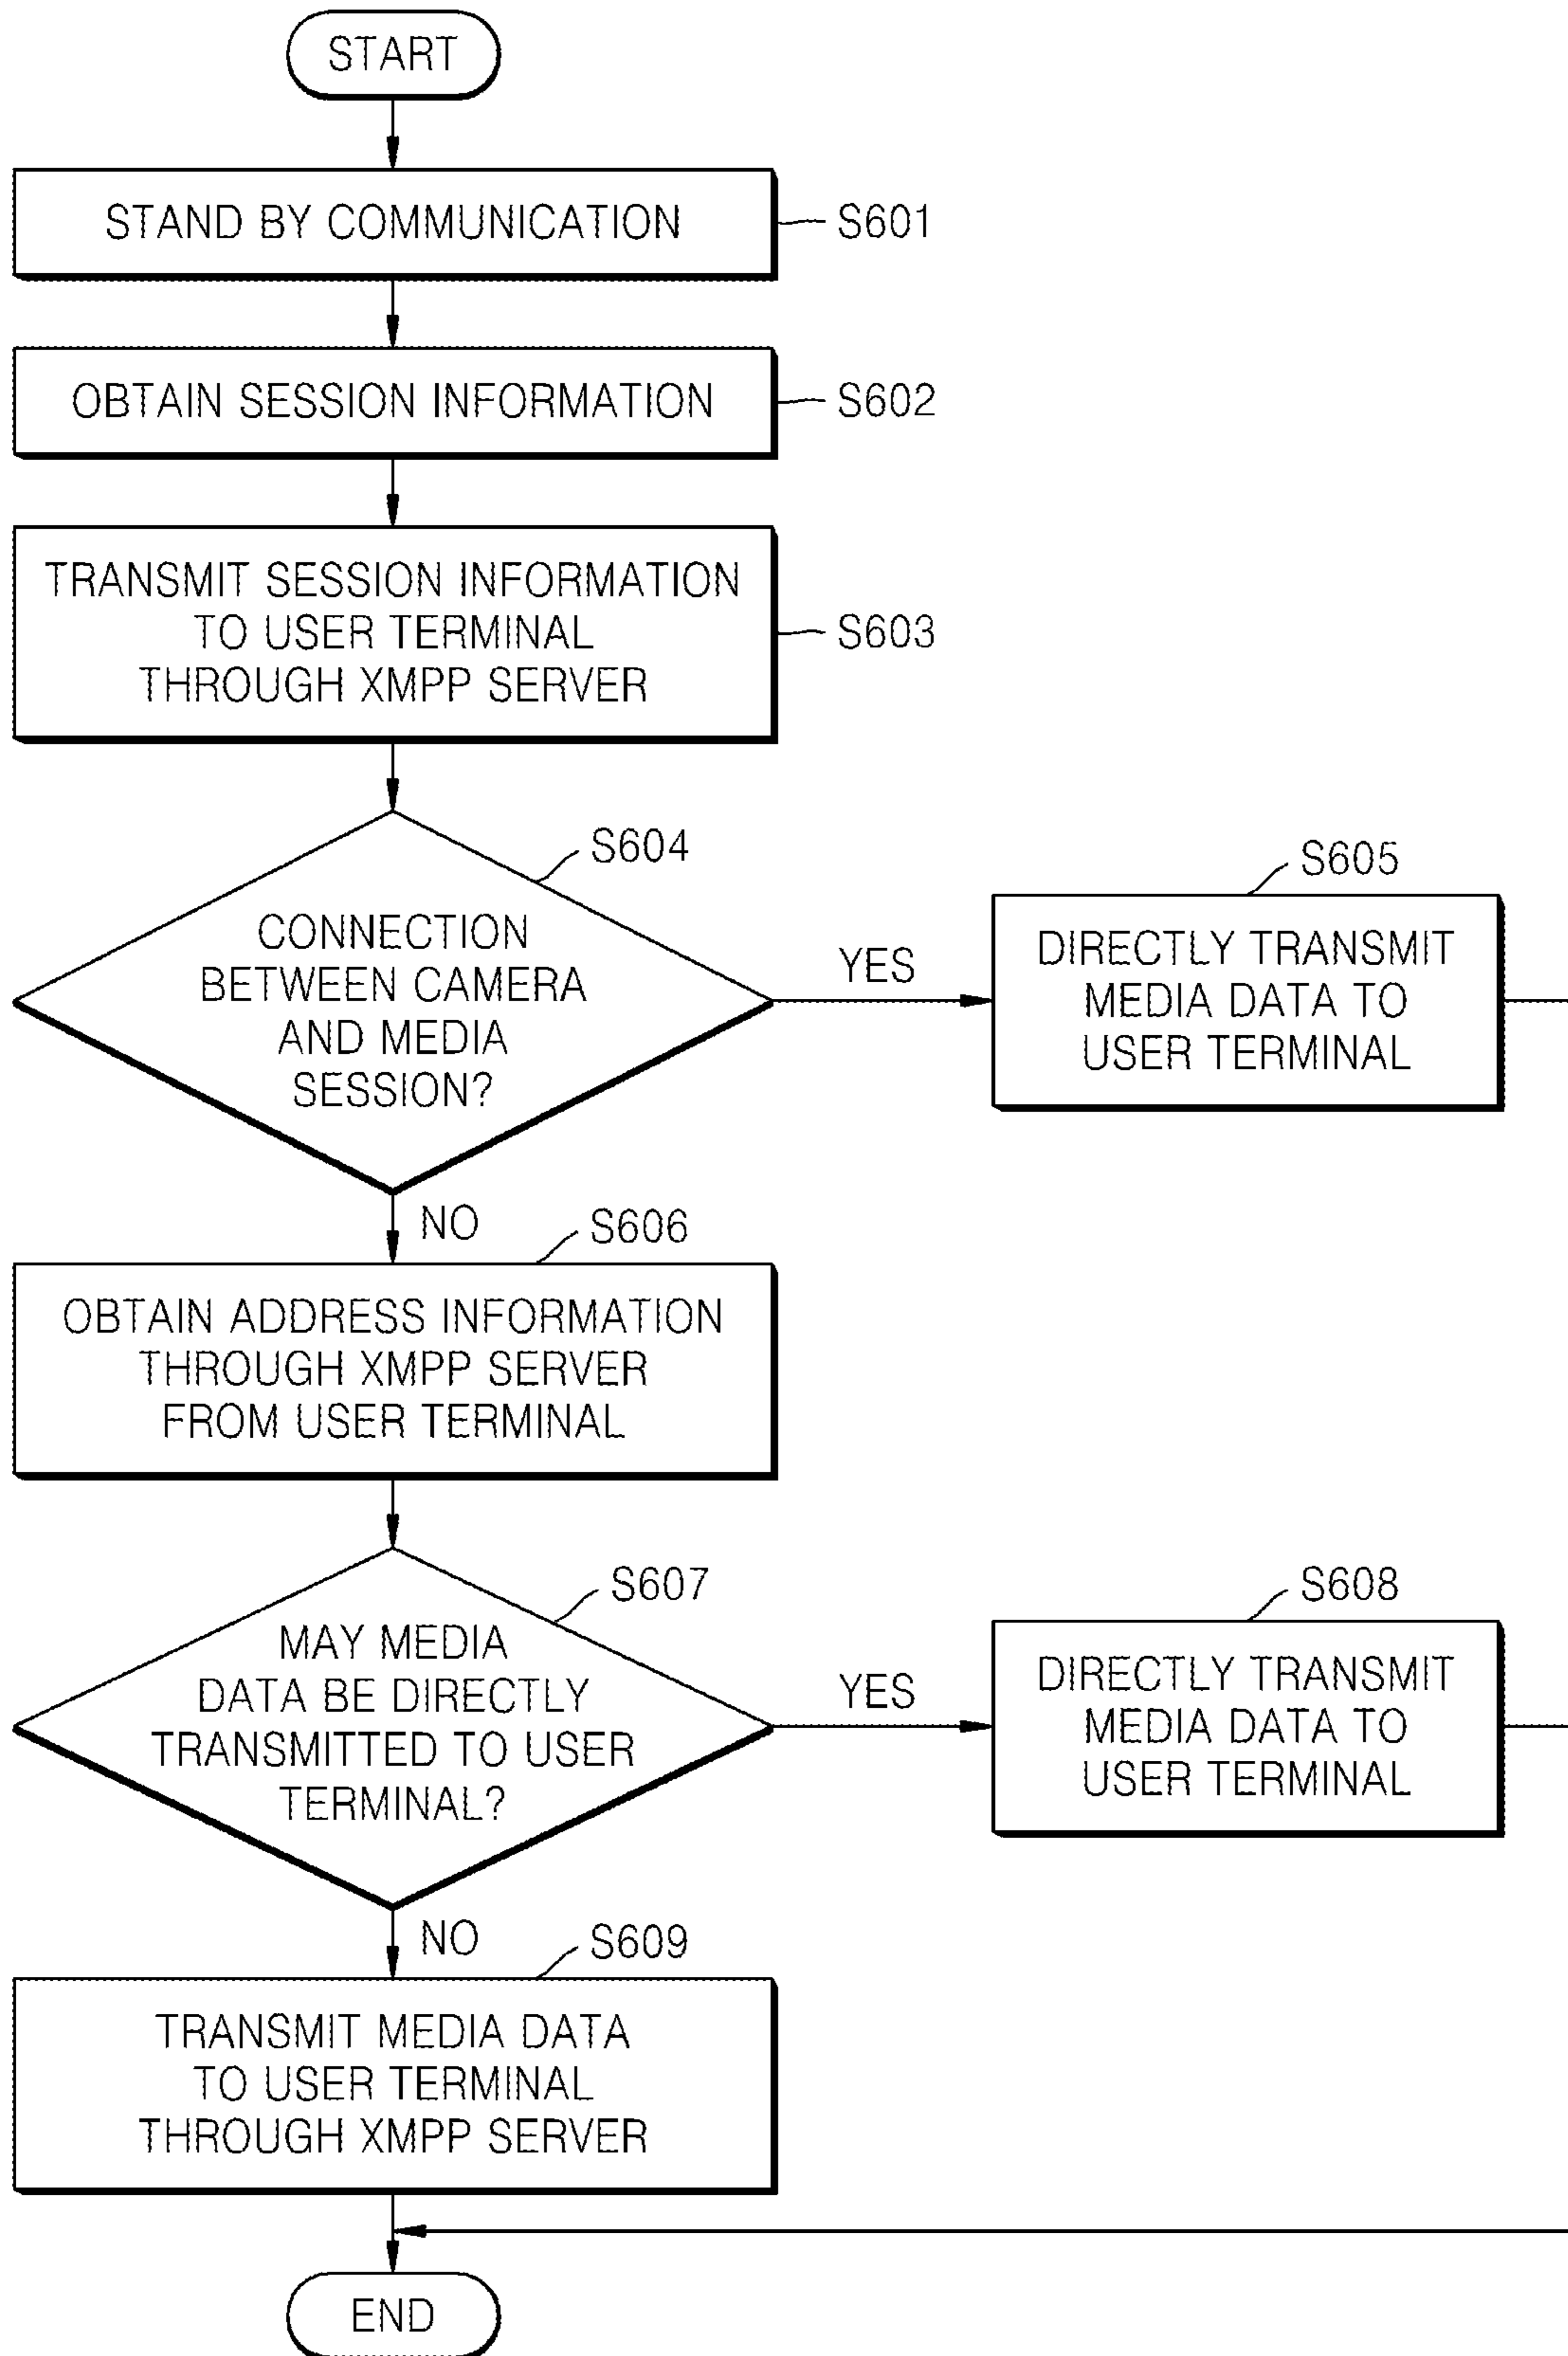 START
STAND BY COMMUNICATION
S601
OBTAIN SESSION INFORMATION
S602
TRANSMIT SESSION INFORMATION
TO USER TERMINAL
THROUGH XMPP SERVER
S603
S604
CONNECTION
BETWEEN CAMERA
AND MEDIA
SESSION?
YES
S605
DIRECTLY TRANSMIT
MEDIA DATA TO
USER TERMINAL
NO
S606
OBTAIN ADDRESS INFORMATION
THROUGH XMPP SERVER
FROM USER TERMINAL
S607
MAY MEDIA
DATA BE DIRECTLY
TRANSMITTED TO USER
TERMINAL?
YES
S608
DIRECTLY TRANSMIT
MEDIA DATA TO
USER TERMINAL
NO
S609
TRANSMIT MEDIA DATA
TO USER TERMINAL
THROUGH XMPP SERVER
END